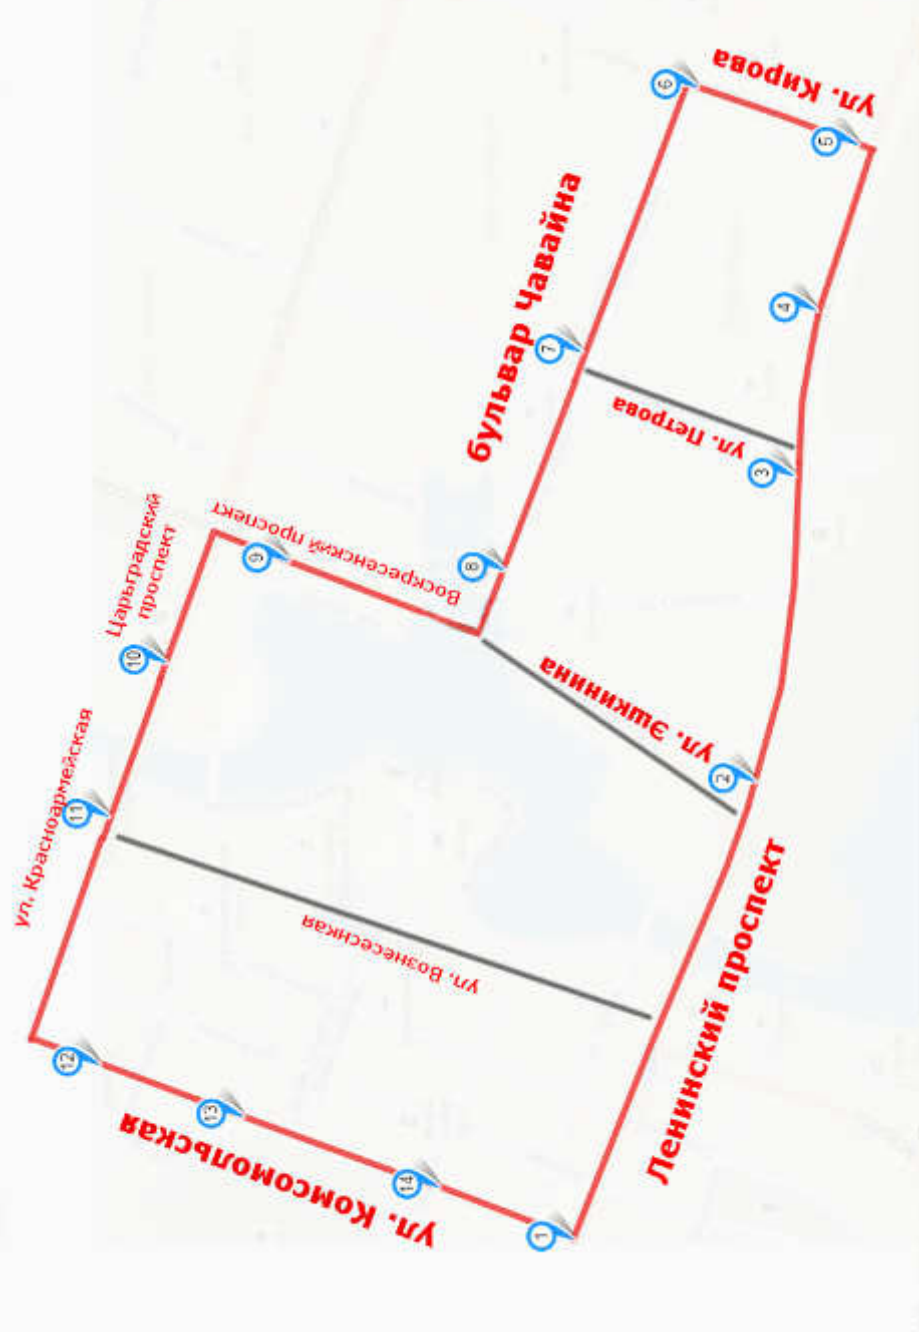 ул. Кирова
6
5
бульвар Чавайна
4
7
ул. Петрова
3
Царьградский
проспект
Воскресенский проспект
9
8
10
ул. Эшкинина
2
ул. Красноармейская
11
ул. Вознесеснкая
Ленинский проспект
12
13
ул. Комсомольская
14
1